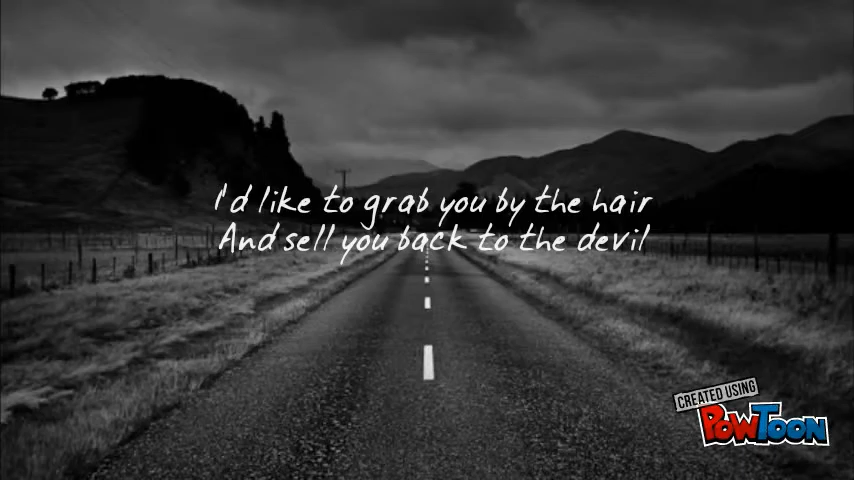 I'd like to grab you by the hair
And sell you back to the devil
CREATED USING
POWTOON